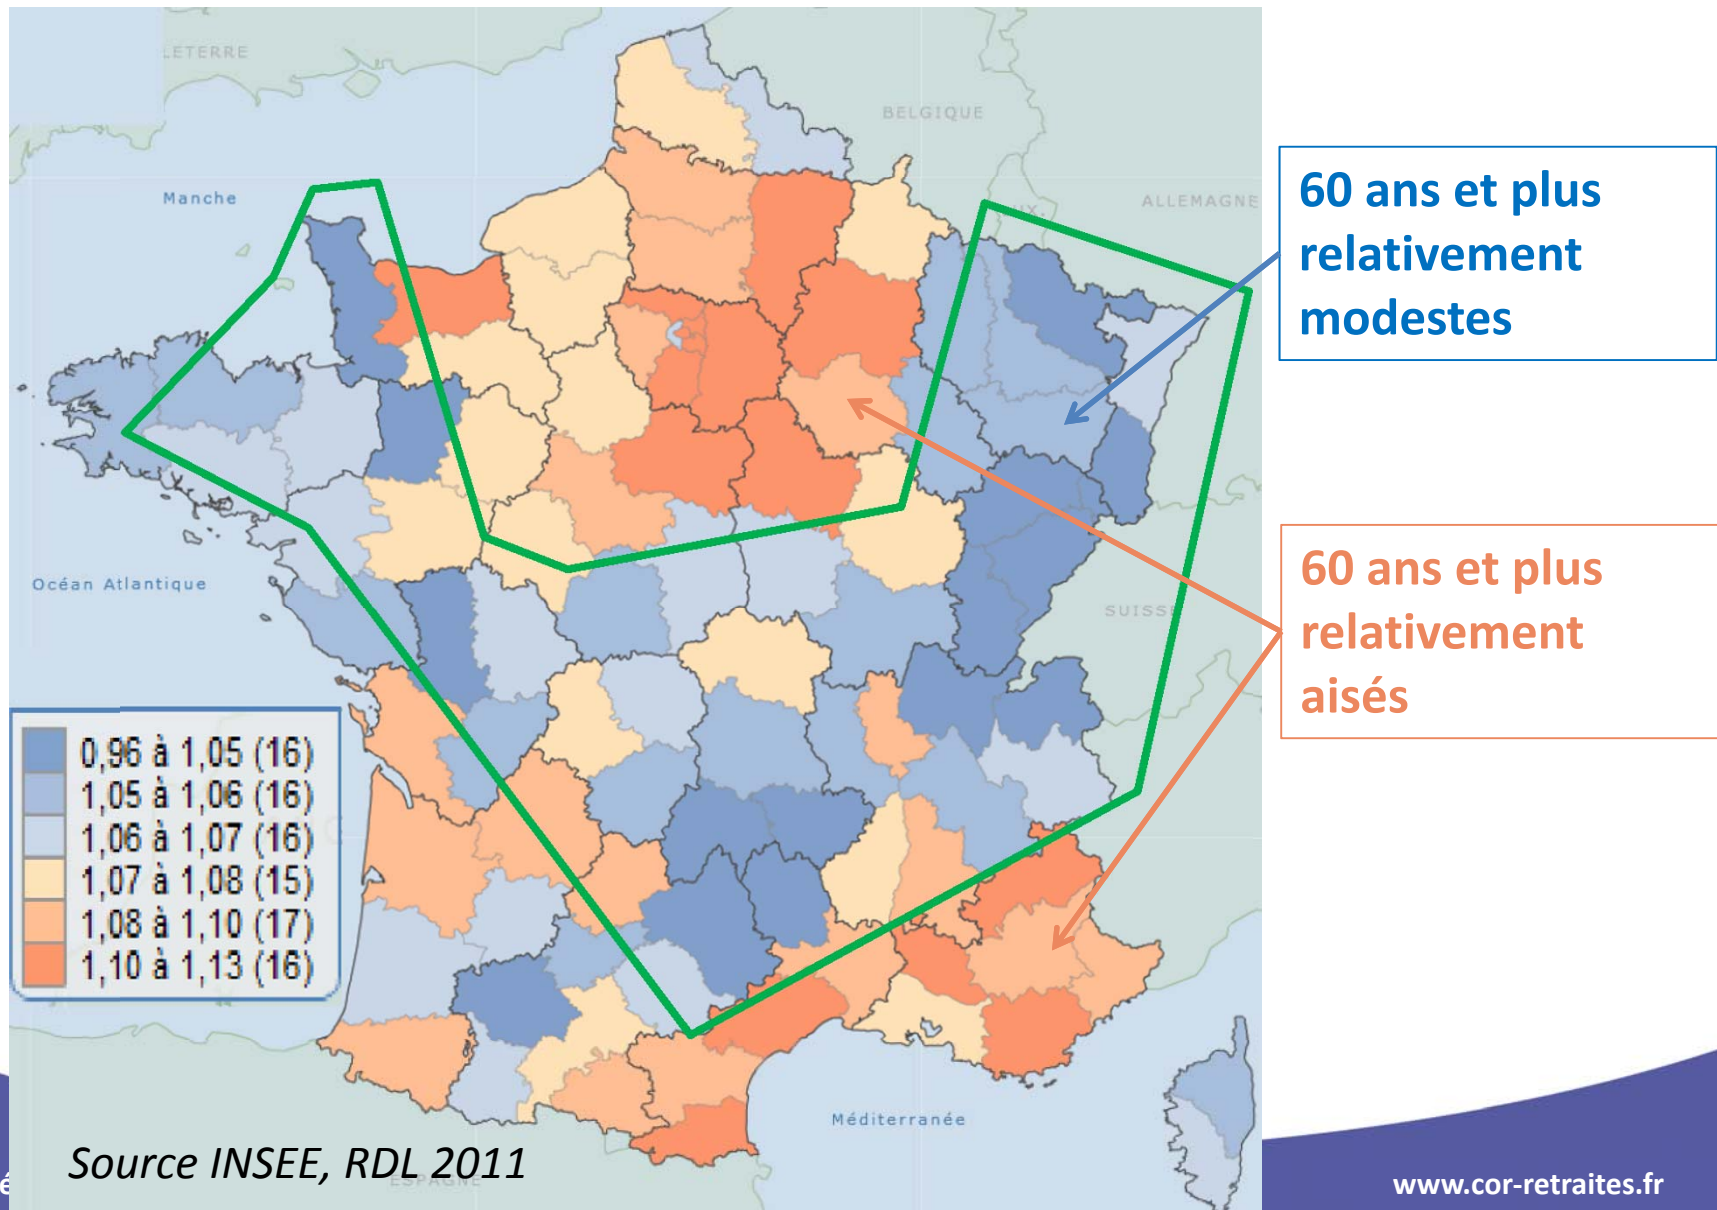 LETERRE
BELGIQUE
Manche
ALLEMAGNE
UX.
60 ans et plus
relativement
modestes
Océan Atlantique
SUISSE
60 ans et plus
relativement
aisés
0,96 à 1,05 (16)
1,05 à 1,06 (16)
1,06 à 1,07 (16)
1,07 à 1,08 (15)
1,08 à 1,10 (17)
1,10 à 1,13 (16)
Méditerranée
Source INSEE, RDL 2011
ESPAGNE
www.cor-retraites.fr